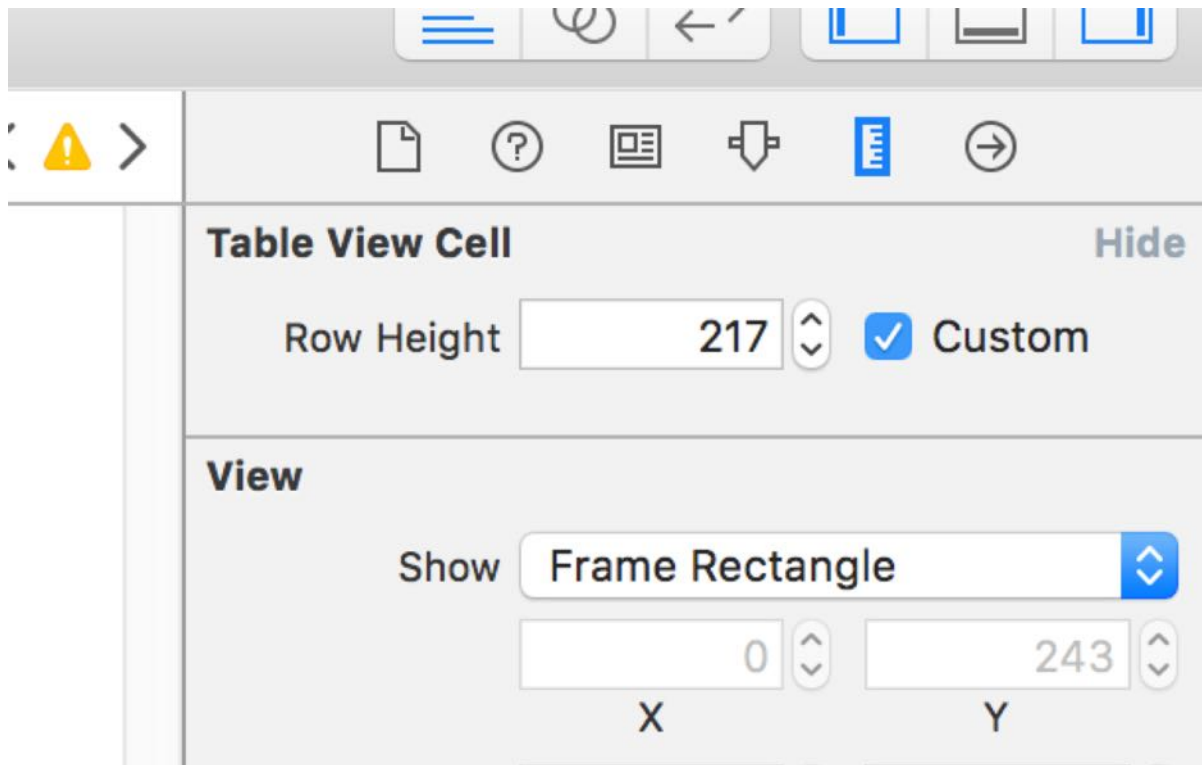 Table View Cell Hide
Row Height 217 Custom
View
Show Frame Rectangle
0 243
X Y